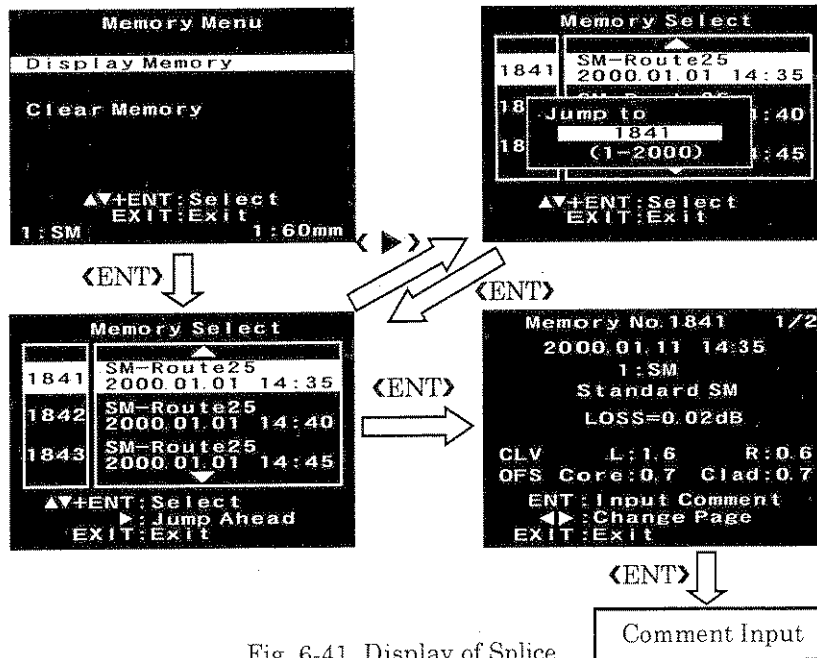 Memory Menu
Display Memory
Clear Memory
▲▼+ENT:Select
EXIT:Exit
1:SM 1:60mm
Memory Select
1841 SM-Route25
2000.01.01 14:35
18
Jump to
:40
1841
18
(1-2000)
:45
▲▼+ENT:Select
EXIT:Exit
《▶》
《ENT》
《ENT》
Memory Select
1841 SM-Route25
2000.01.01 14:35
1842 SM-Route25
2000.01.01 14:40
1843 SM-Route25
2000.01.01 14:45
▲▼+ENT:Select
▶:Jump Ahead
EXIT:Exit
《ENT》
Memory No.1841 1/2
2000.01.11 14:35
1:SM
Standard SM
LOSS=0.02dB
CLV L:1.6 R:0.6
OFS Core:0.7 Clad:0.7
ENT:Input Comment
◀▶:Change Page
EXIT:Exit
《ENT》
Comment Input
Fig. 6-41 Display of Splice